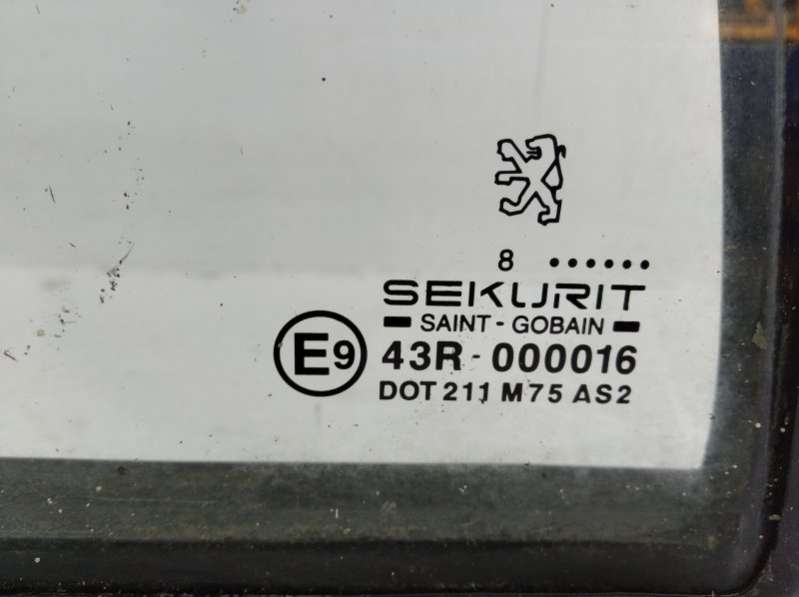 8 ......
SEKURIT
SAINT - GOBAIN
E9 43R - 000016
DOT 211 M75 AS2